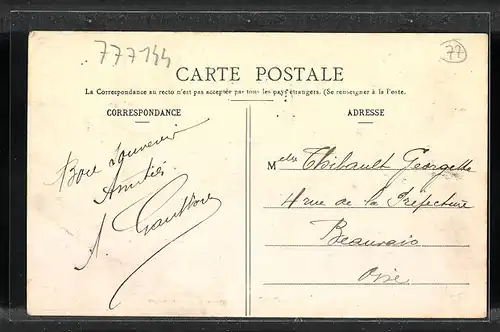 777144
77
CARTE POSTALE
La Correspondance au recto n'est pas acceptée par tous les pays étrangers. (Se renseigner à la Poste.
CORRESPONDANCE
ADRESSE
Bon souvenir
Amitiés
A.
Melle Thibault Georgette
4 rue de la Préfecture
Beauvais
Oise